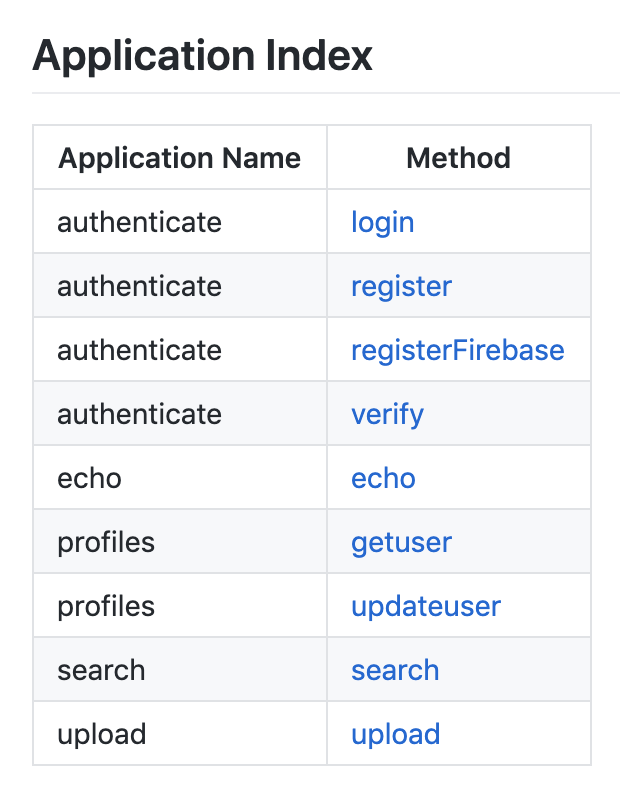 Application Index
Application Name Method
authenticate login
authenticate register
authenticate registerFirebase
authenticate verify
echo echo
profiles getuser
profiles updateuser
search search
upload upload